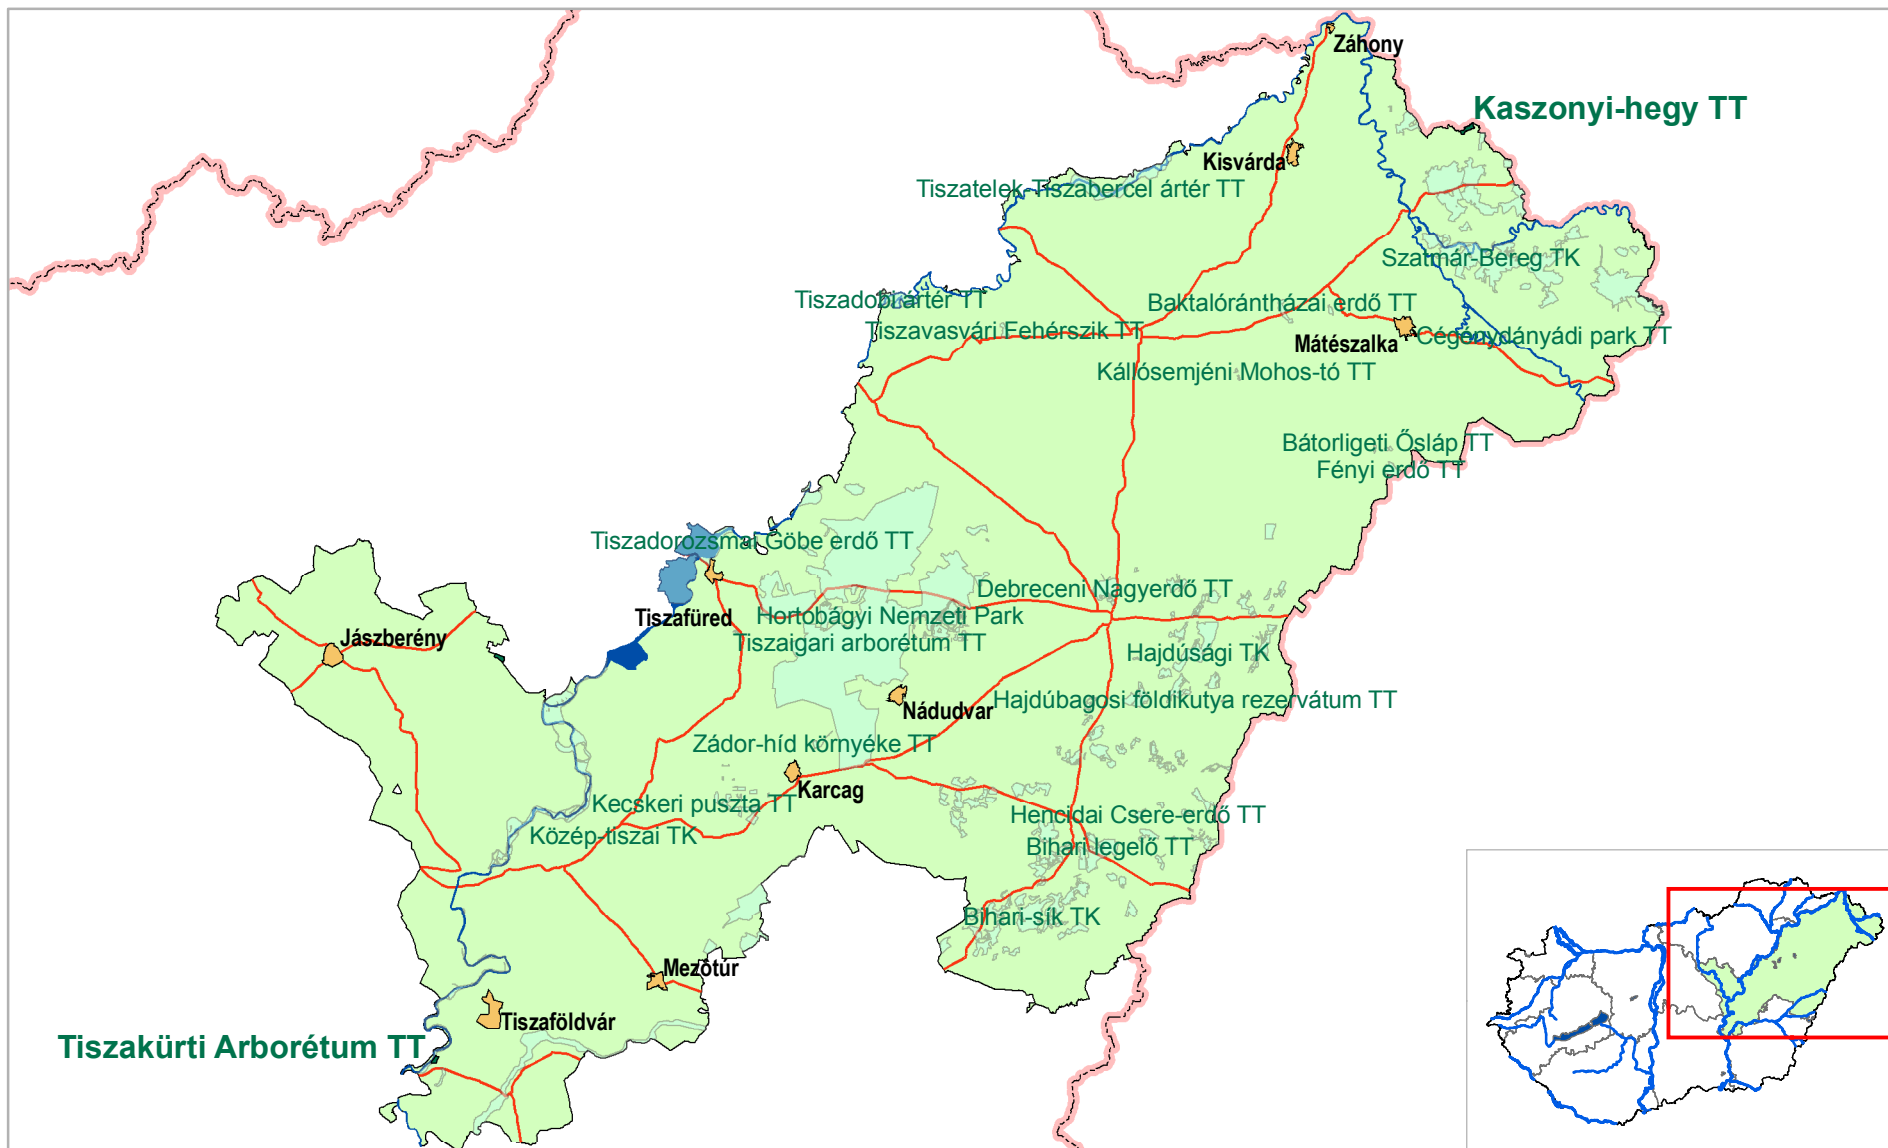 Záhony
Kaszonyi-hegy TT
Kisvárda
Tiszatelek-Tiszabercel ártér TT
Szatmár-Bereg TK
Tiszadobi ártér TT
Baktalórántházai erdő TT
Tiszavasvári Fehérszik TT
Mátészalka
Cégénydányádi park TT
Kállósemjéni Mohos-tó TT
Bátorligeti Ősláp TT
Fényi erdő TT
Tiszadorozsmai Göbe erdő TT
Debreceni Nagyerdő TT
Tiszafüred
Hortobágyi Nemzeti Park
Jászberény
Tiszaigari arborétum TT
Hajdúsági TK
Nádudvar
Hajdúbagosi földikutya rezervátum TT
Zádor-híd környéke TT
Karcag
Kecskeri puszta TT
Hencidai Csere-erdő TT
Közép-tiszai TK
Bihari legelő TT
Bihari-sík TK
Mezőtúr
Tiszaföldvár
Tiszakürti Arborétum TT